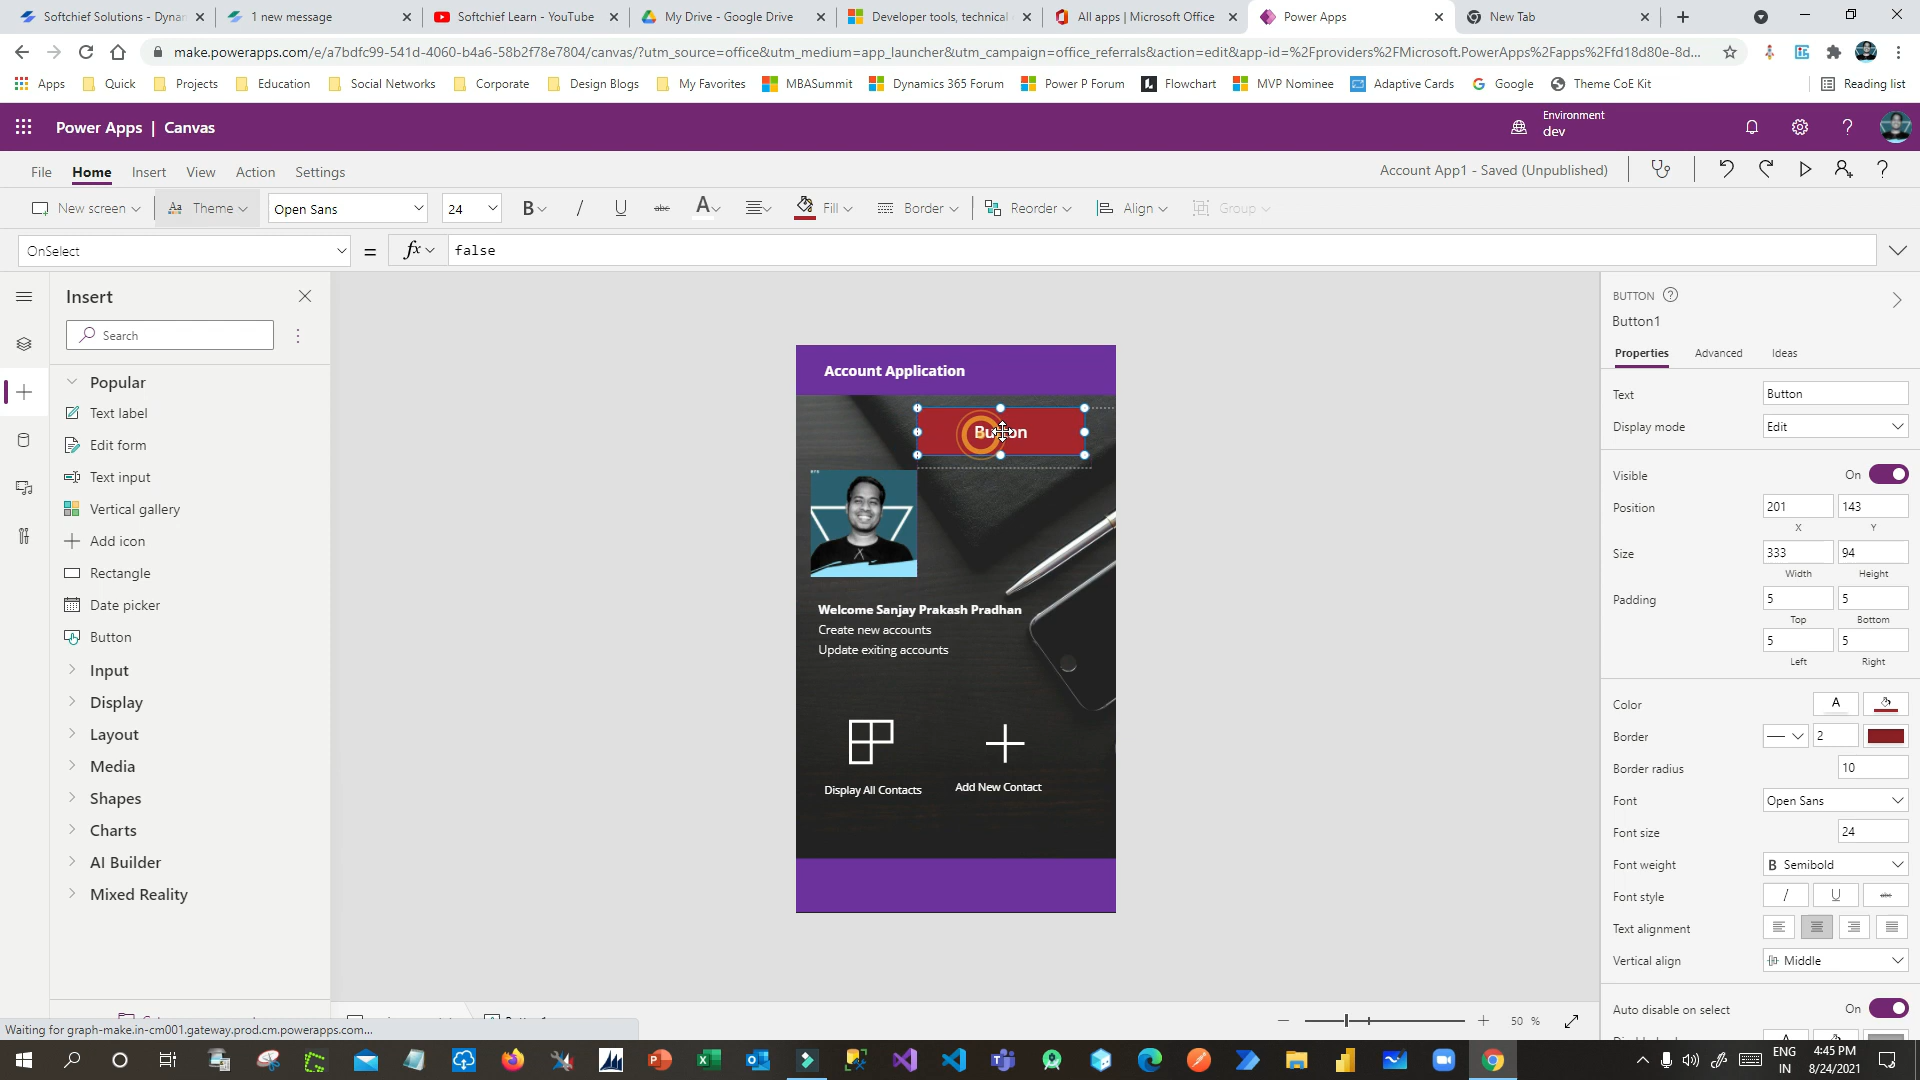 Softchief Solutions - Dynam
1 new message
Softchief Learn - YouTube
My Drive - Google Drive
Developer tools, technical
All apps | Microsoft Office
Power Apps
New Tab
make.powerapps.com/e/a7bdfc99-541d-4060-b4a6-58b2f78e7804/canvas/?utm_source=office&utm_medium=app_launcher&utm_campaign=office_referrals&action=edit&app-id=%2Fproviders%2FMicrosoft.PowerApps%2Fapps%2Ffd18d80e-8d...
Apps
Quick
Projects
Education
Social Networks
Corporate
Design Blogs
My Favorites
MBASummit
Dynamics 365 Forum
Power P Forum
Flowchart
MVP Nominee
Adaptive Cards
Google
Theme CoE Kit
Reading list
Power Apps | Canvas
Environment
dev
File
Home
Insert
View
Action
Settings
Account App1 - Saved (Unpublished)
New screen
Theme
Open Sans
24
Fill
Border
Reorder
Align
Group
OnSelect
=
fx
false
Insert
Search
Popular
Text label
Edit form
Text input
Vertical gallery
Add icon
Rectangle
Date picker
Button
Input
Display
Layout
Media
Shapes
Charts
AI Builder
Mixed Reality
Account Application
Button
Welcome Sanjay Prakash Pradhan
Create new accounts
Update exiting accounts
Display All Contacts
Add New Contact
BUTTON
Button1
Properties
Advanced
Ideas
Text
Button
Display mode
Edit
Visible
On
Position
201
143
X
Y
Size
333
94
Width
Height
Padding
5
5
Top
Bottom
5
5
Left
Right
Color
A
Border
2
Border radius
10
Font
Open Sans
Font size
24
Font weight
B Semibold
Font style
Text alignment
Vertical align
Middle
Auto disable on select
On
50 %
Waiting for graph-make.in-cm001.gateway.prod.cm.powerapps.com...
ENG
IN
4:45 PM
8/24/2021